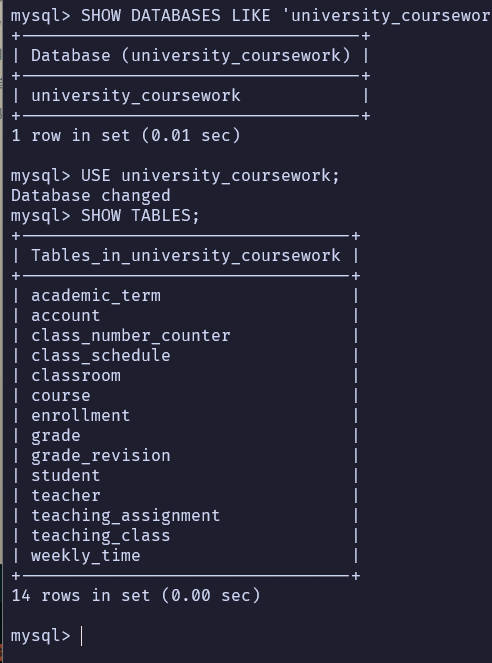 mysql> SHOW DATABASES LIKE 'university_coursewor
+----------------------------------+
| Database (university_coursework) |
+----------------------------------+
| university_coursework            |
+----------------------------------+
1 row in set (0.01 sec)
mysql> USE university_coursework;
Database changed
mysql> SHOW TABLES;
+---------------------------------+
| Tables_in_university_coursework |
+---------------------------------+
| academic_term                   |
| account                         |
| class_number_counter            |
| class_schedule                  |
| classroom                       |
| course                          |
| enrollment                      |
| grade                           |
| grade_revision                  |
| student                         |
| teacher                         |
| teaching_assignment             |
| teaching_class                  |
| weekly_time                     |
+---------------------------------+
14 rows in set (0.00 sec)
mysql>